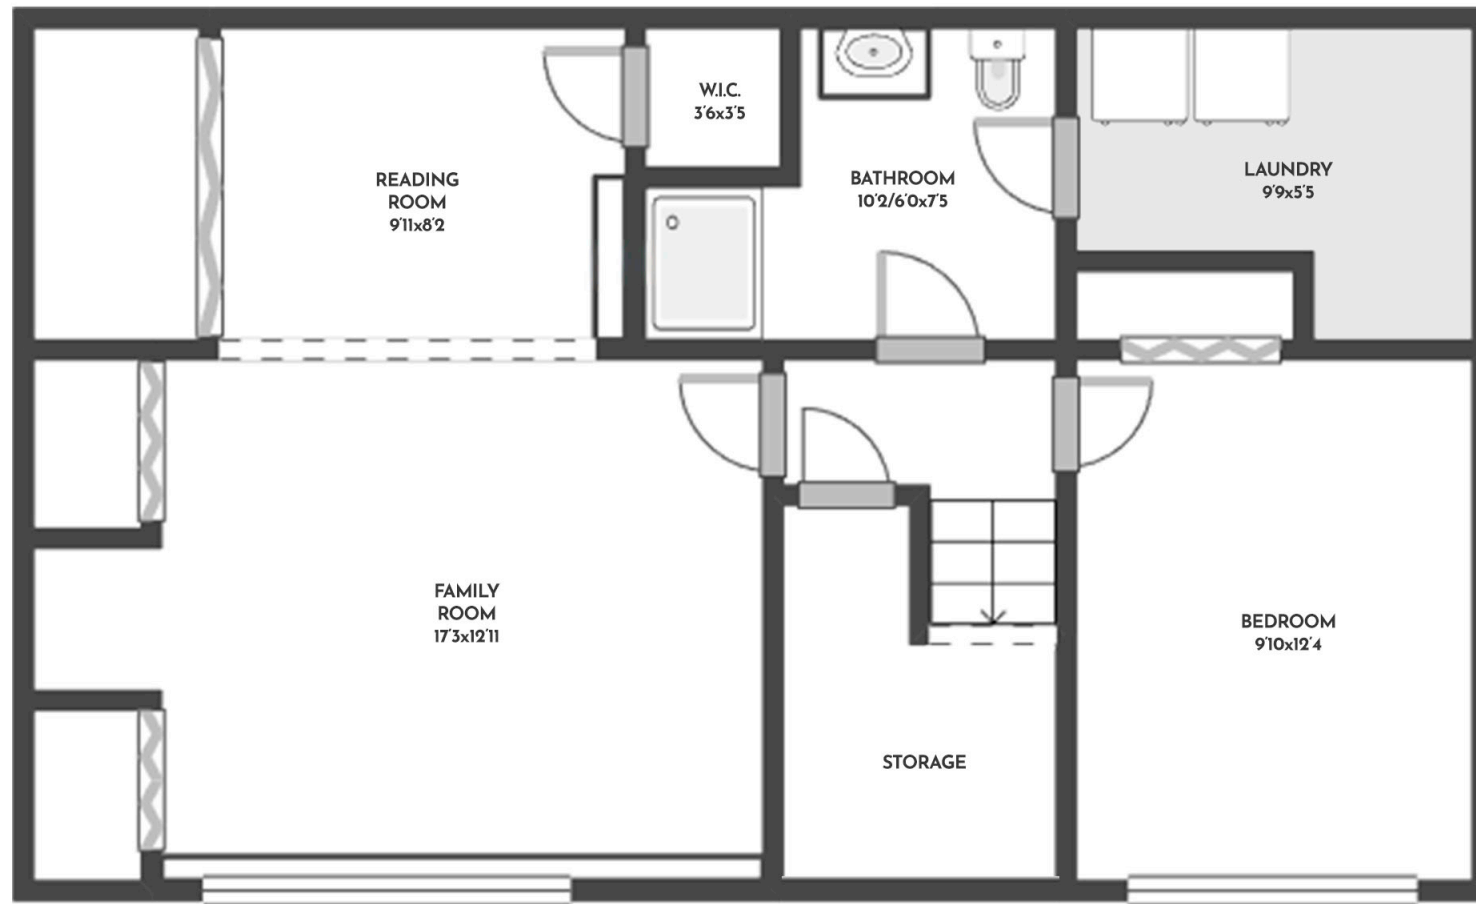 W.I.C.
3'6x3'5
READING
ROOM
9'11x8'2
BATHROOM
10'2/6'0x7'5
LAUNDRY
9'9x5'5
FAMILY
ROOM
17'3x12'11
BEDROOM
9'10x12'4
STORAGE